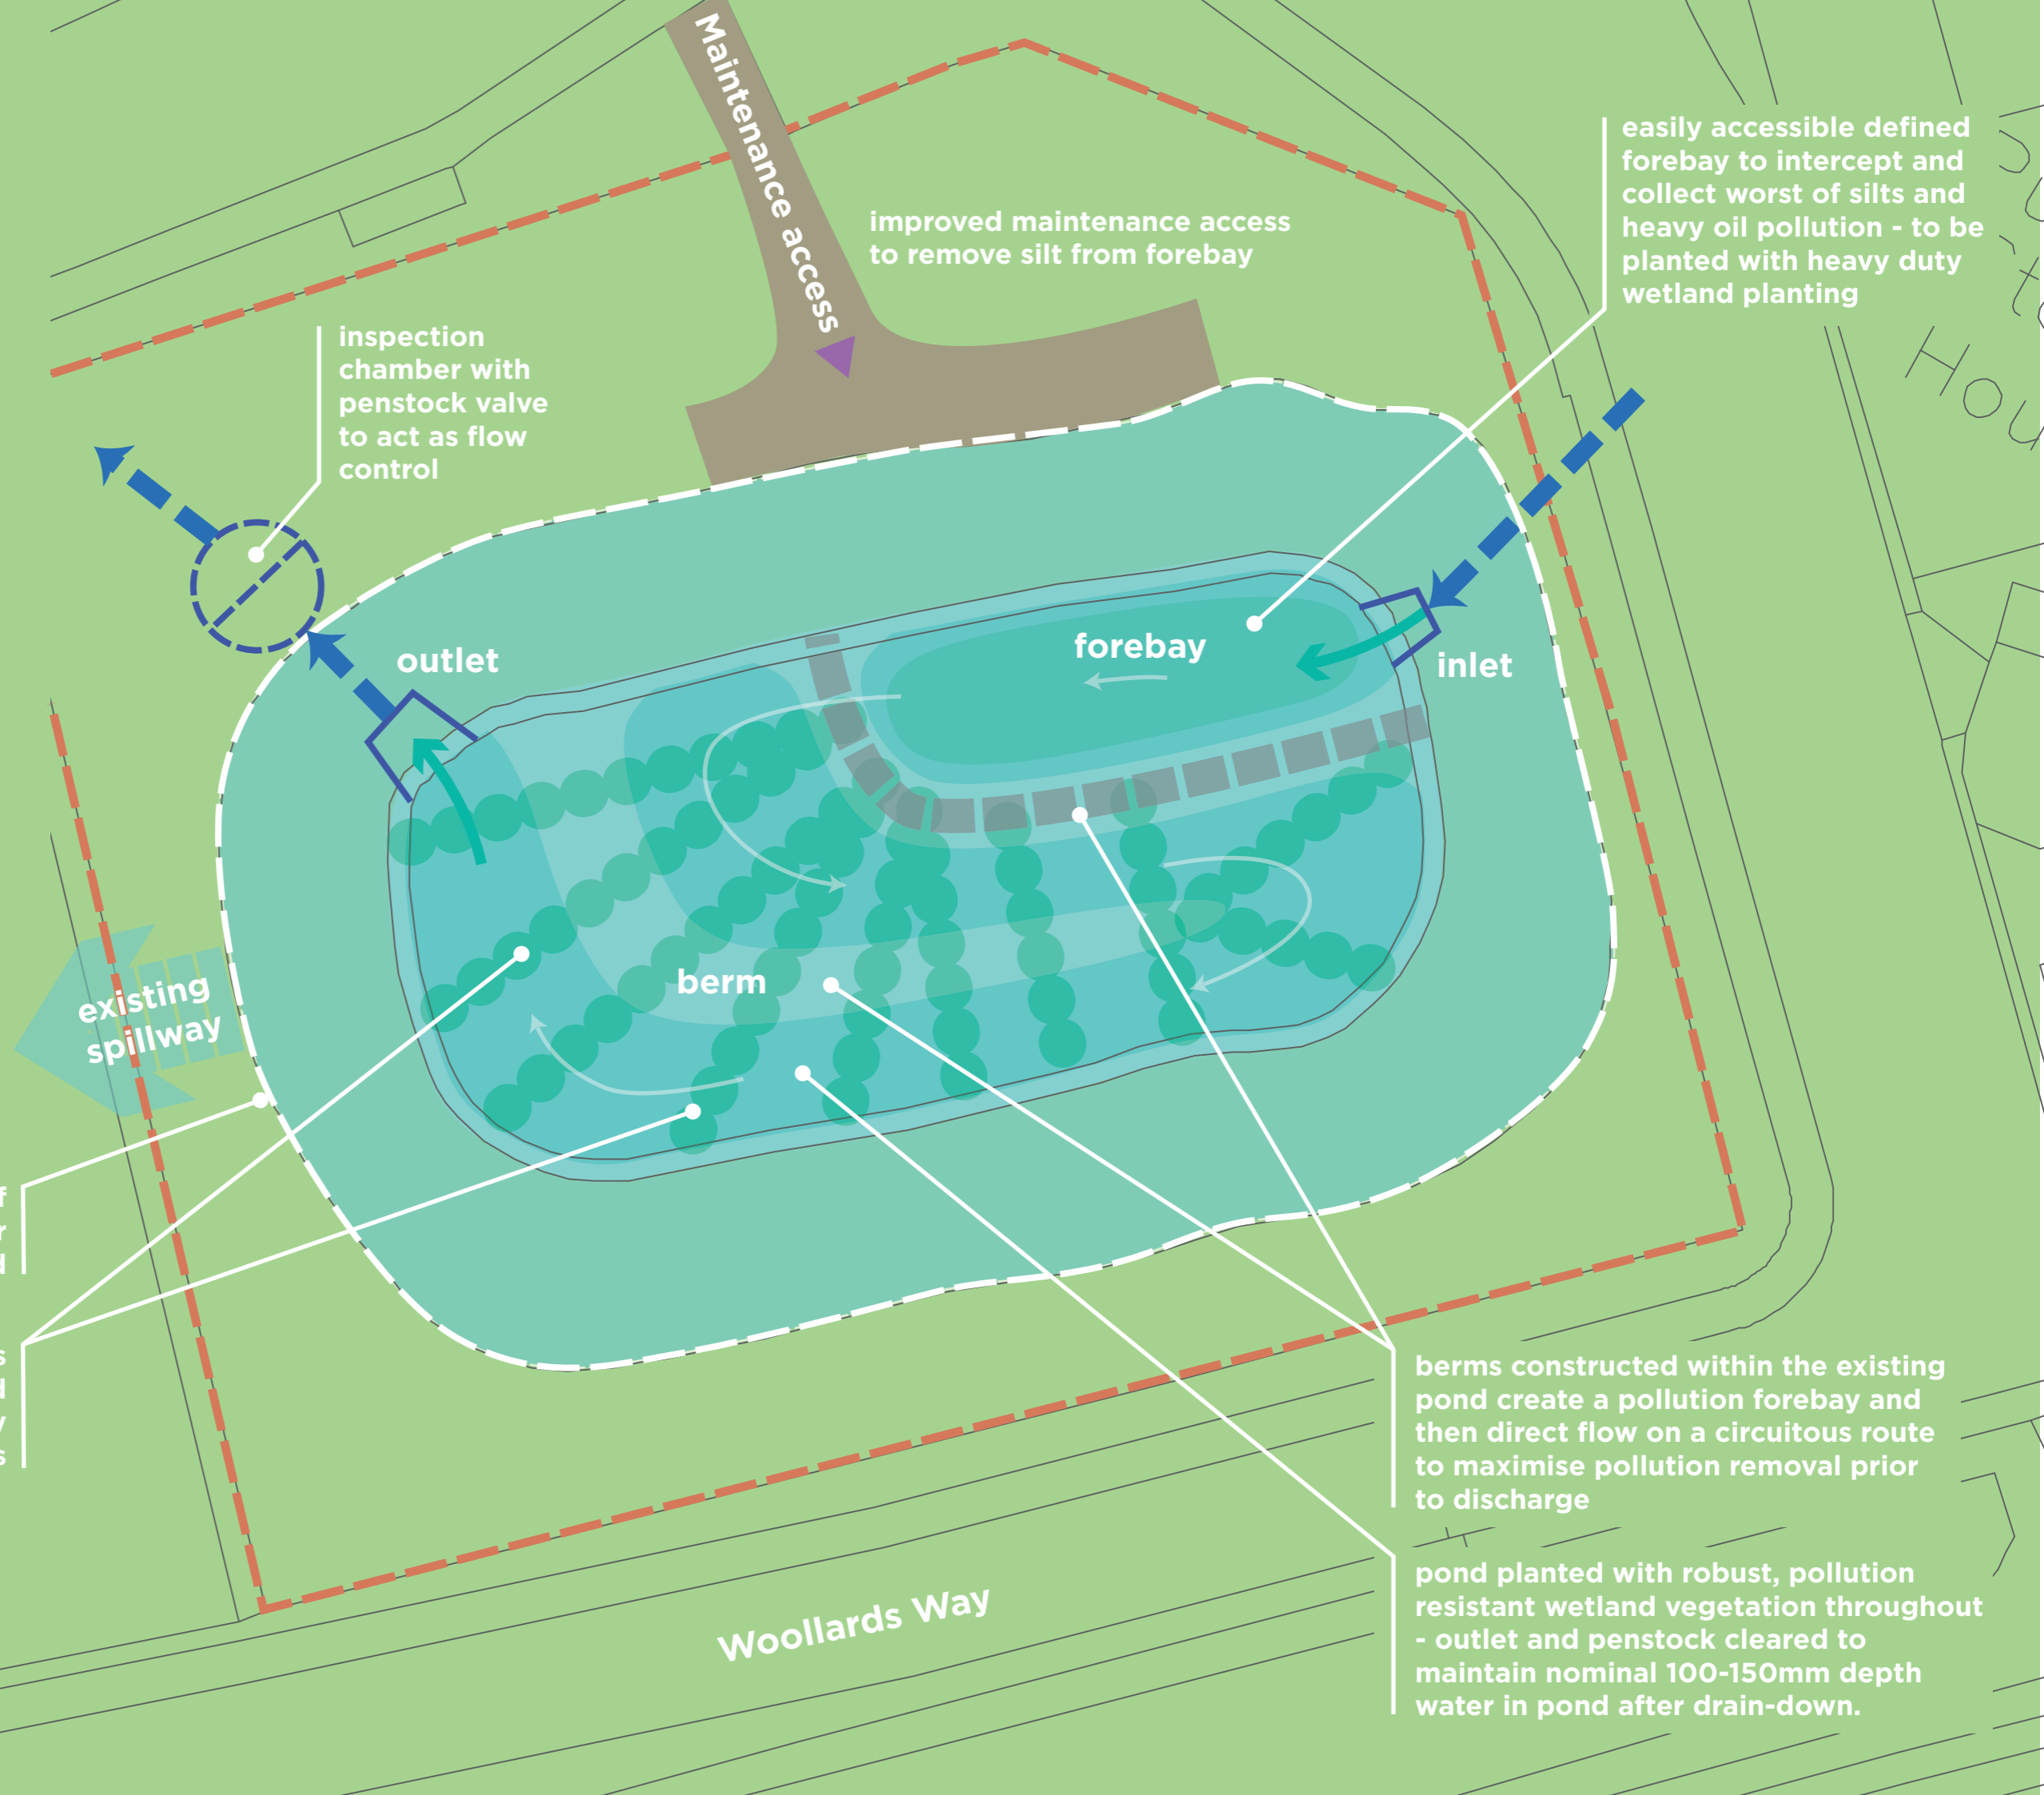 Maintenance access
easily accessible defined
forebay to intercept and
collect worst of silts and
heavy oil pollution - to be
planted with heavy duty
wetland planting
improved maintenance access
to remove silt from forebay
inspection
chamber with
penstock valve
to act as flow
control
outlet
forebay
inlet
berm
existing
spillway
berms constructed within the existing
pond create a pollution forebay and
then direct flow on a circuitous route
to maximise pollution removal prior
to discharge
pond planted with robust, pollution
resistant wetland vegetation throughout
- outlet and penstock cleared to
maintain nominal 100-150mm depth
water in pond after drain-down.
Woollards Way